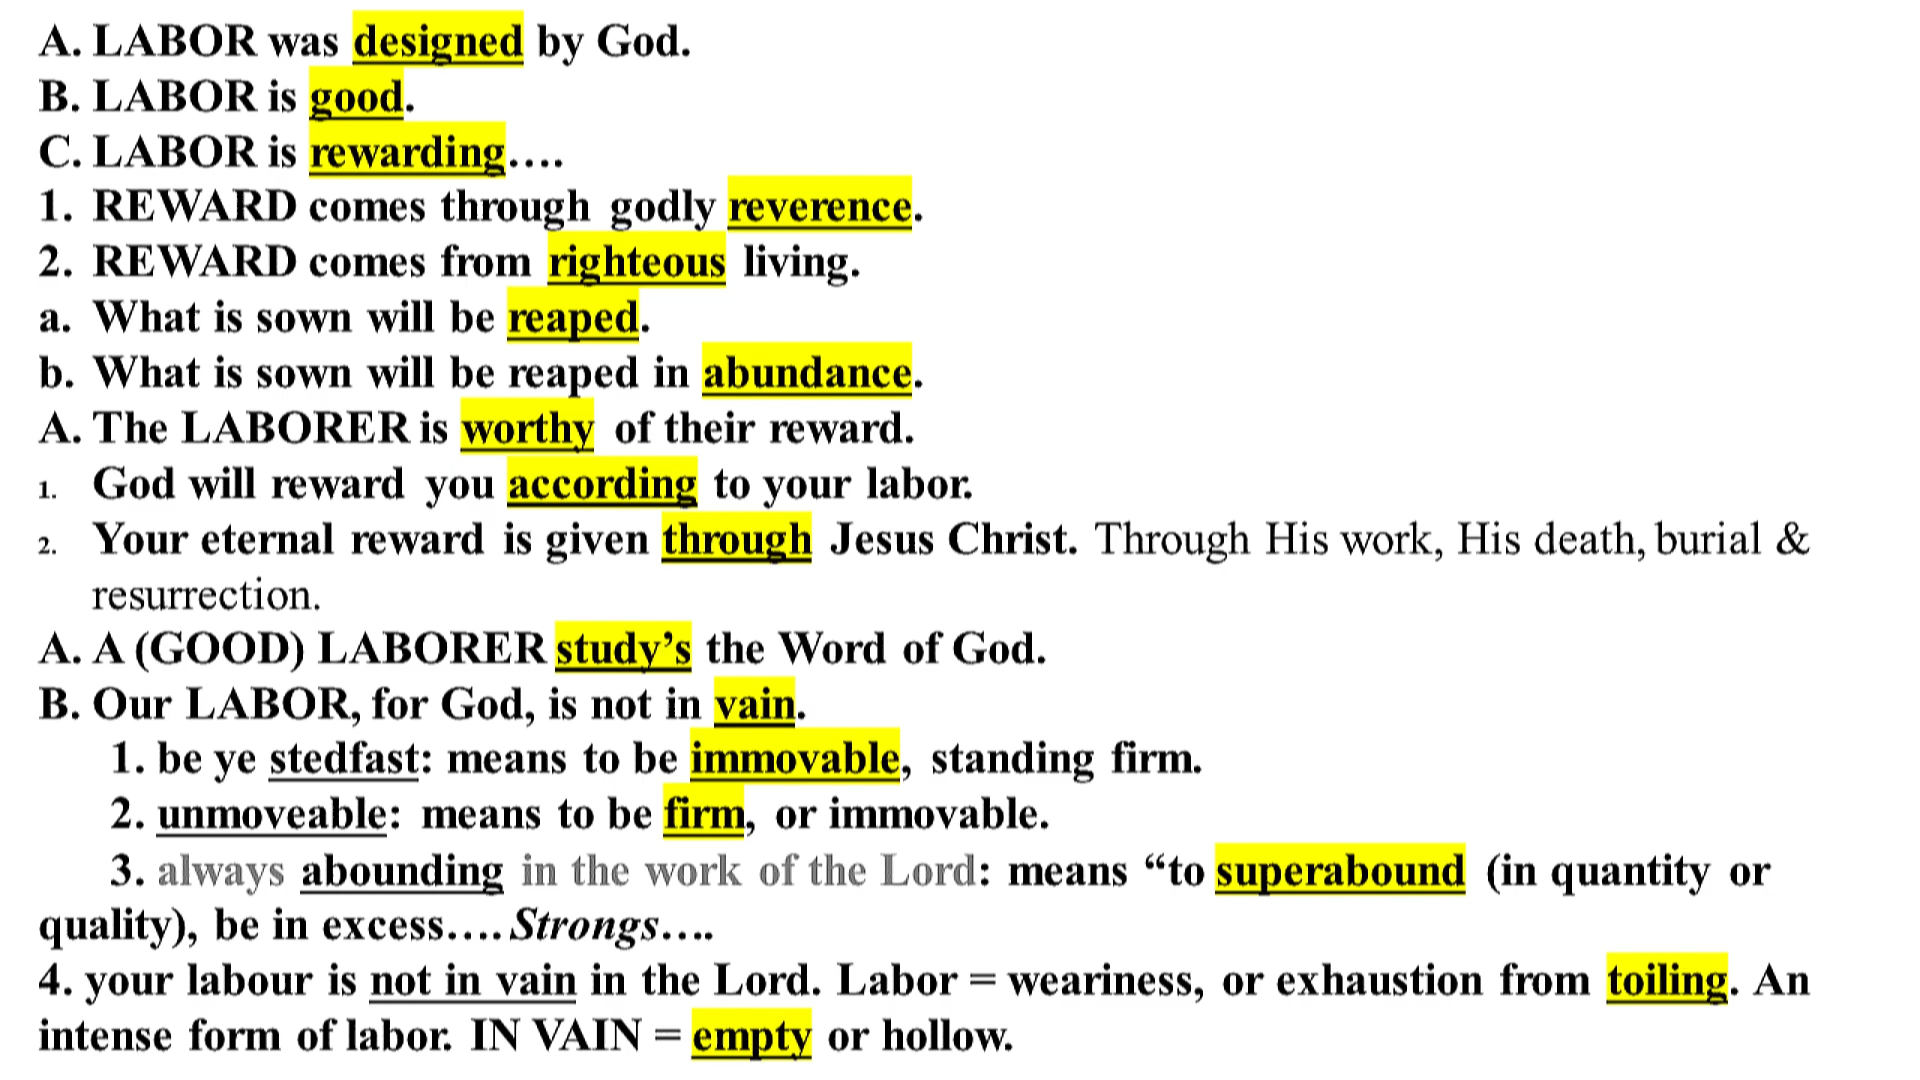 A. LABOR was designed by God.
B. LABOR is good.
C. LABOR is rewarding….
1. REWARD comes through godly reverence.
2. REWARD comes from righteous living.
a. What is sown will be reaped.
b. What is sown will be reaped in abundance.
A. The LABORER is worthy of their reward.
1. God will reward you according to your labor.
2. Your eternal reward is given through Jesus Christ. Through His work, His death, burial &
resurrection.
A. A (GOOD) LABORER study’s the Word of God.
B. Our LABOR, for God, is not in vain.
1. be ye stedfast: means to be immovable, standing firm.
2. unmoveable: means to be firm, or immovable.
3. always abounding in the work of the Lord: means “to superabound (in quantity or
quality), be in excess….Strongs….
4. your labour is not in vain in the Lord. Labor = weariness, or exhaustion from toiling. An
intense form of labor. IN VAIN = empty or hollow.